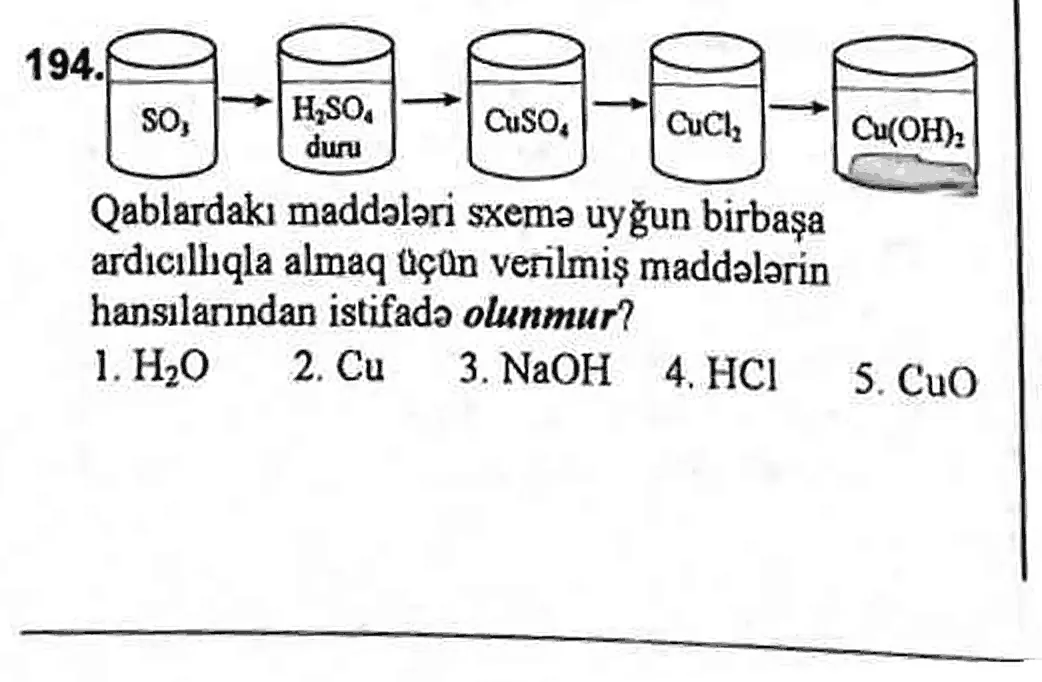 194.
SO₃
H₂SO₄
duru
CuSO₄
CuCl₂
Cu(OH)₂
Qablardakı maddələri sxemə uyğun birbaşa
ardıcıllıqla almaq üçün verilmiş maddələrin
hansılarından istifadə olunmur?
1. H₂O 2. Cu 3. NaOH 4. HCl 5. CuO